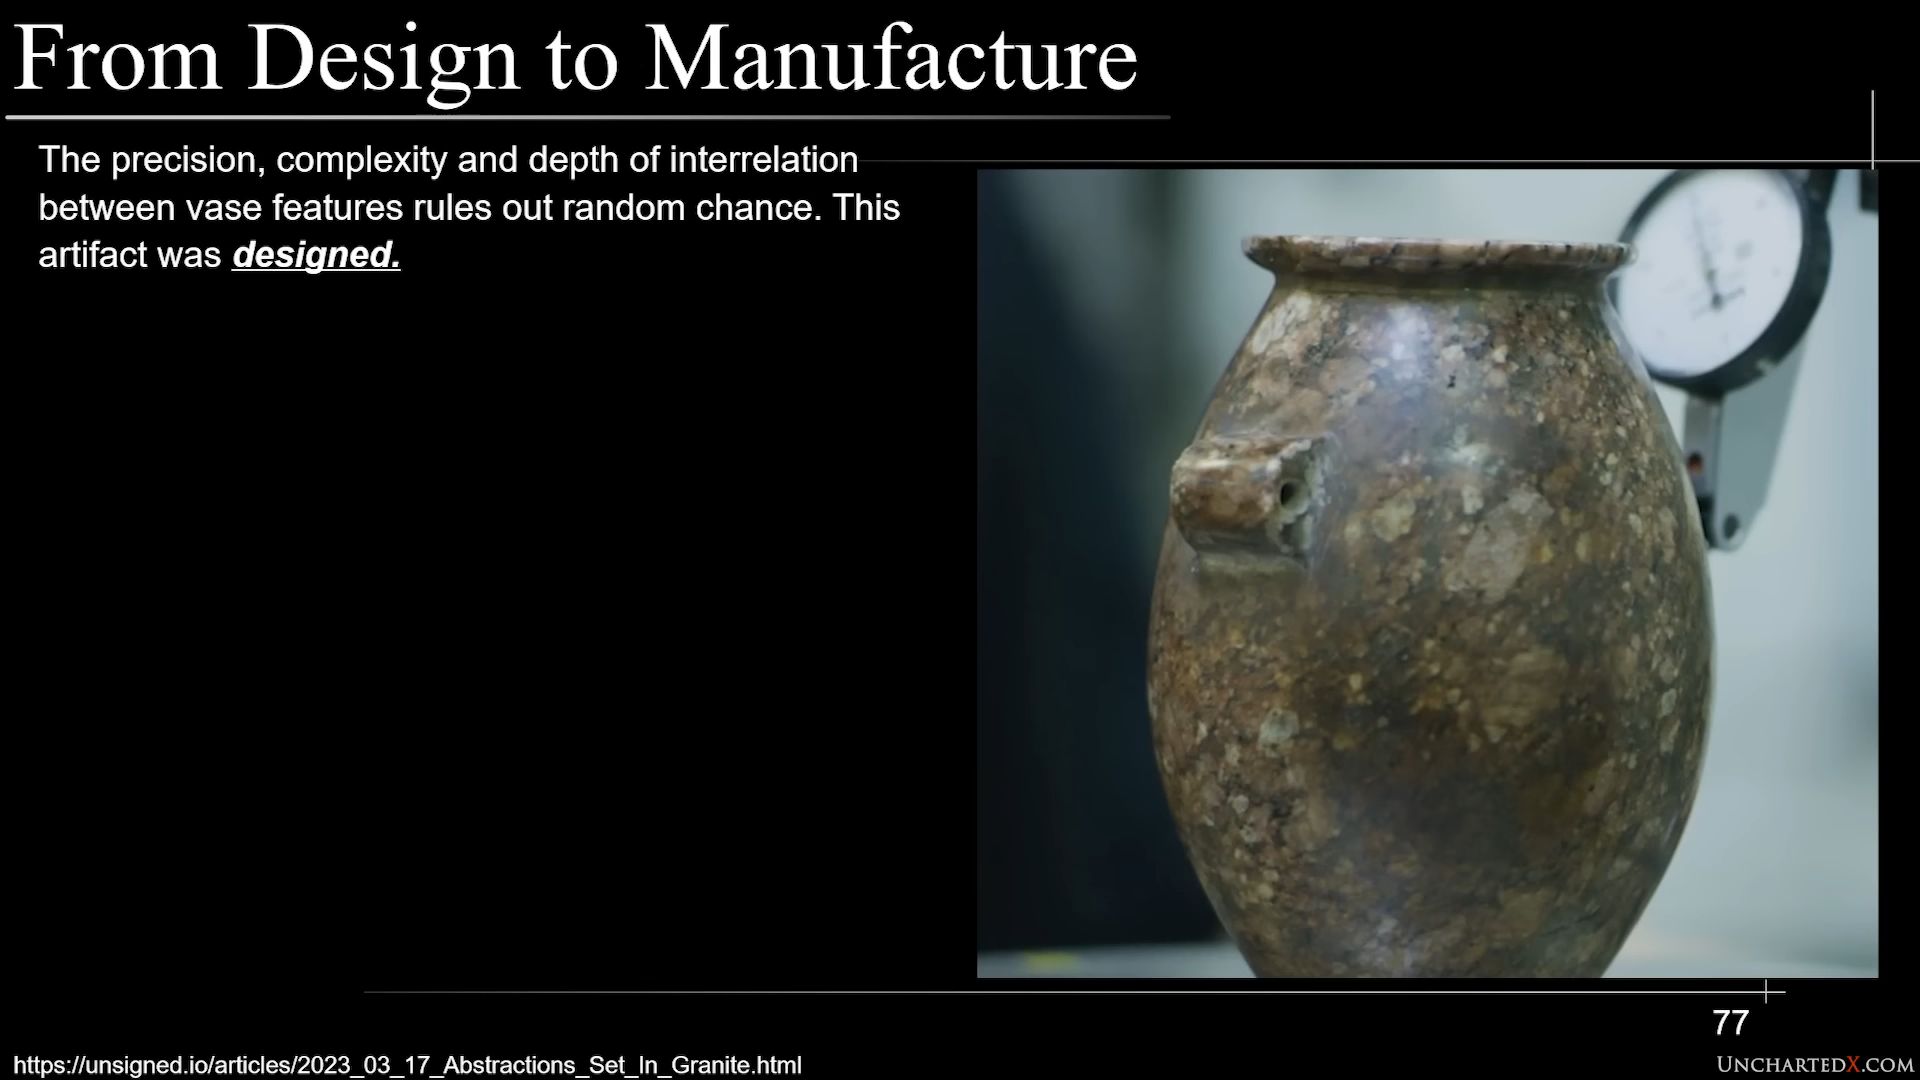 From Design to Manufacture
The precision, complexity and depth of interrelation
between vase features rules out random chance. This
artifact was designed.
77
https://unsigned.io/articles/2023_03_17_Abstractions_Set_In_Granite.html
UNCHARTEDX.COM